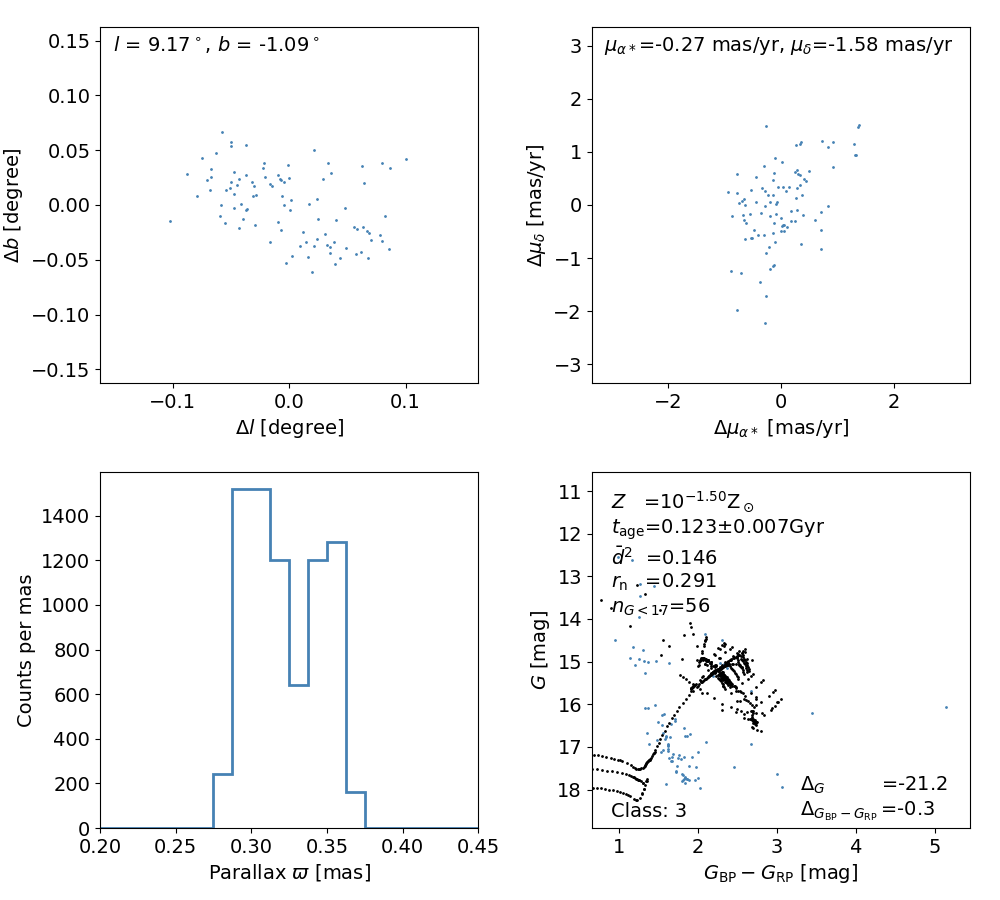 l = 9.17°, b = -1.09°
0.15
0.10
0.05
0.00
−0.05
−0.10
−0.15
Δb [degree]
−0.1
0.0
0.1
Δl [degree]
μα∗=-0.27 mas/yr, μδ=-1.58 mas/yr
3
2
1
0
−1
−2
−3
Δμδ [mas/yr]
−2
0
2
Δμα∗ [mas/yr]
1400
1200
1000
800
600
400
200
0
Counts per mas
0.20
0.25
0.30
0.35
0.40
0.45
Parallax ϖ [mas]
Z =10^−1.50 Z⊙
t_age=0.123±0.007Gyr
d̄² =0.146
r_n =0.291
n_G<17=56
11
12
13
14
15
16
17
18
G [mag]
Δ_G =-21.2
Δ_G_BP−G_RP =-0.3
Class: 3
1
2
3
4
5
G_BP − G_RP [mag]